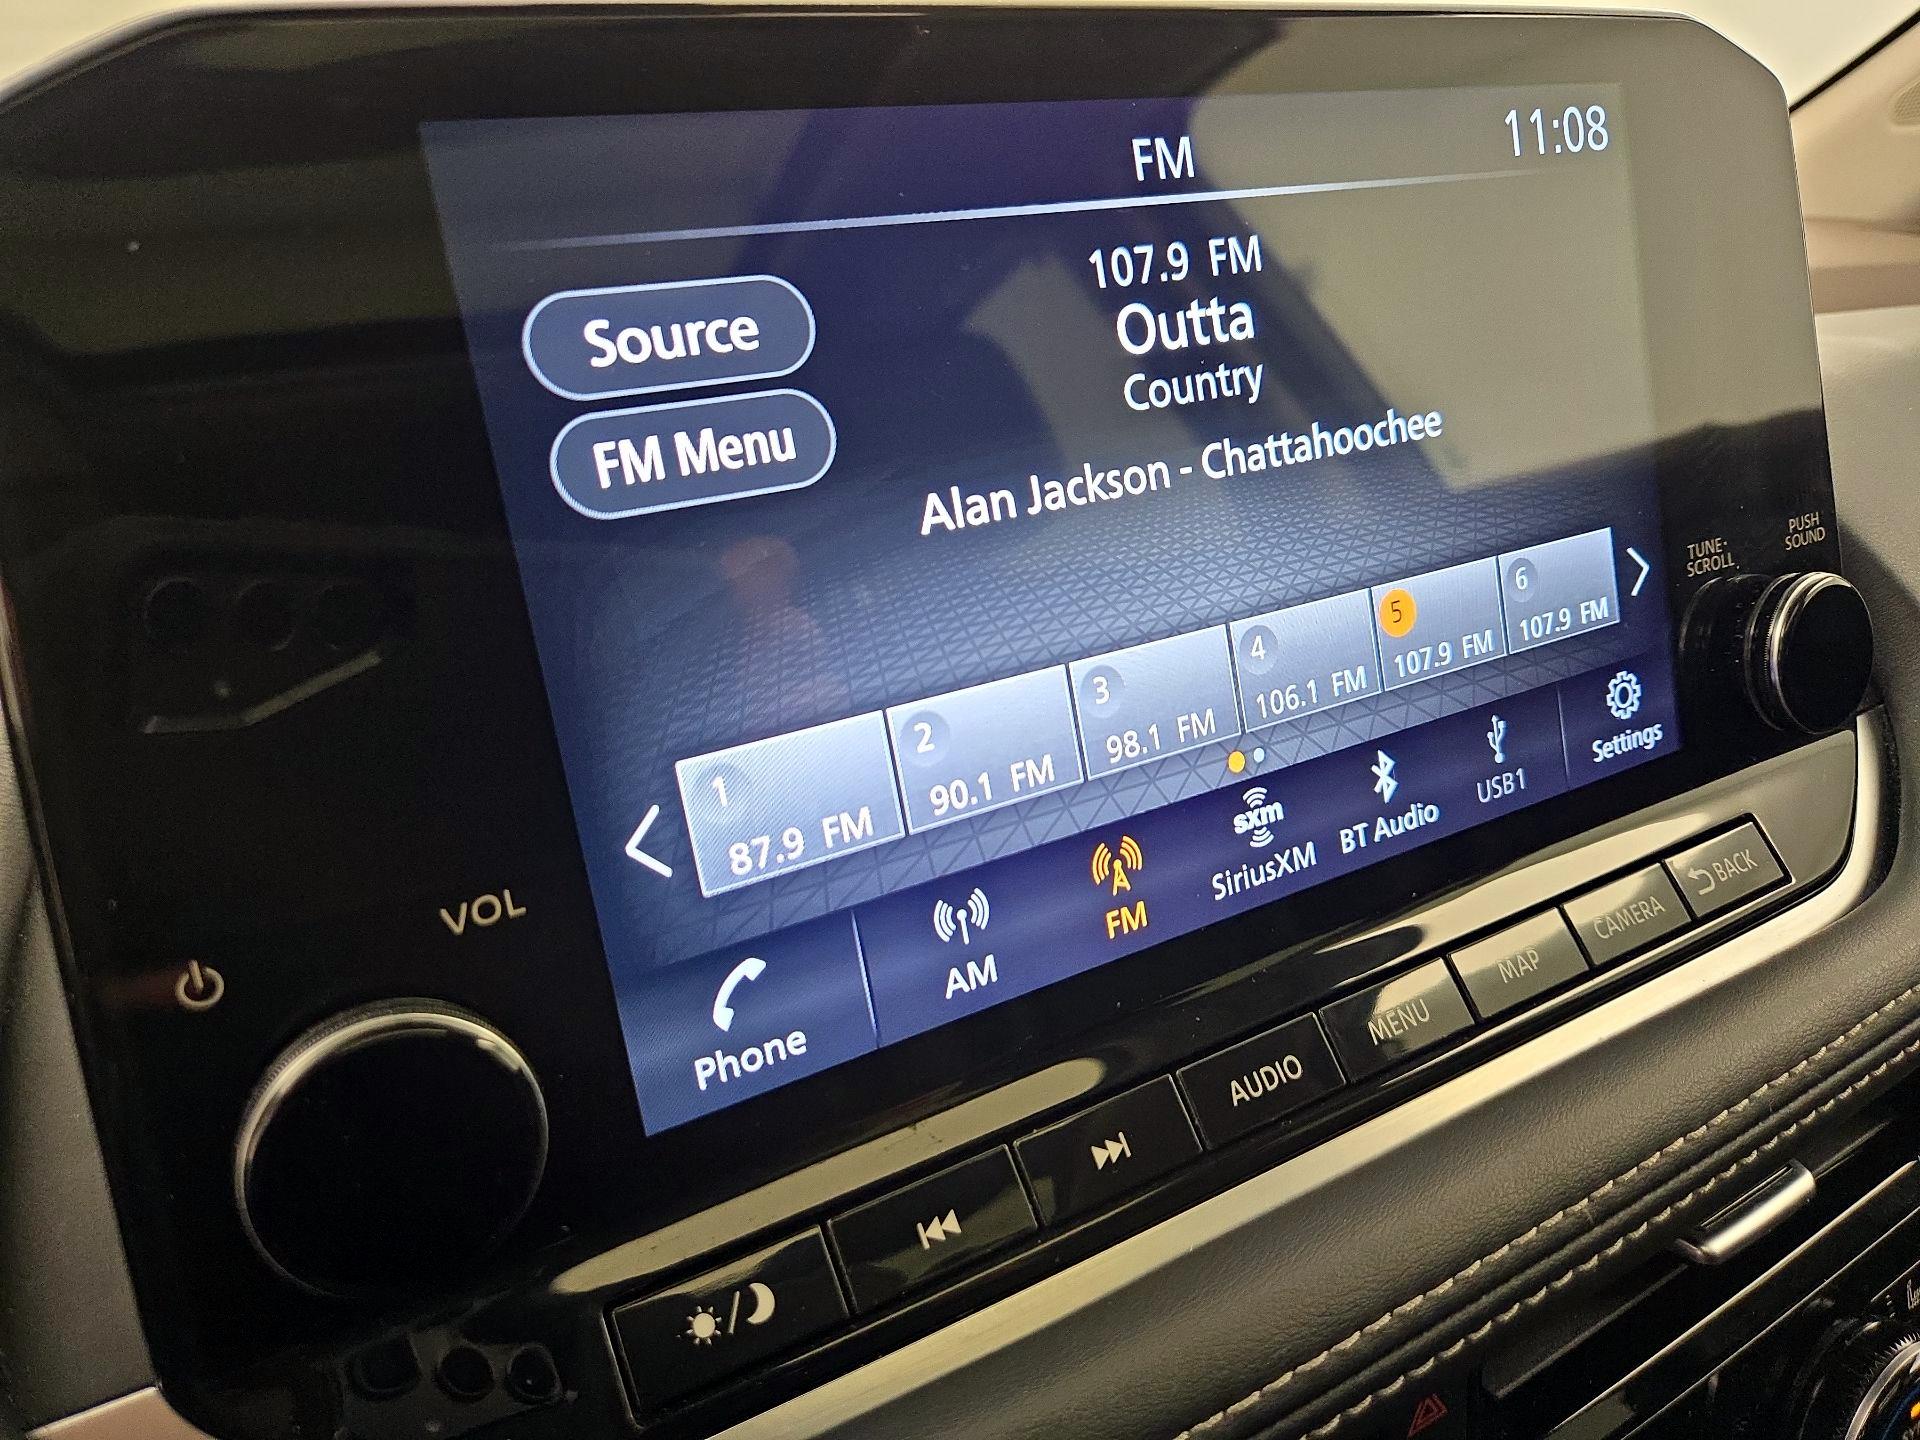 FM
11:08
107.9 FM
Outta
Country
Alan Jackson - Chattahoochee
Source
FM Menu
TUNE·SCROLL
PUSH SOUND
1
87.9 FM
2
90.1 FM
3
98.1 FM
4
106.1 FM
5
107.9 FM
6
107.9 FM
Phone
AM
FM
sxm
SiriusXM
BT Audio
USB1
Settings
VOL
AUDIO
MENU
MAP
CAMERA
BACK